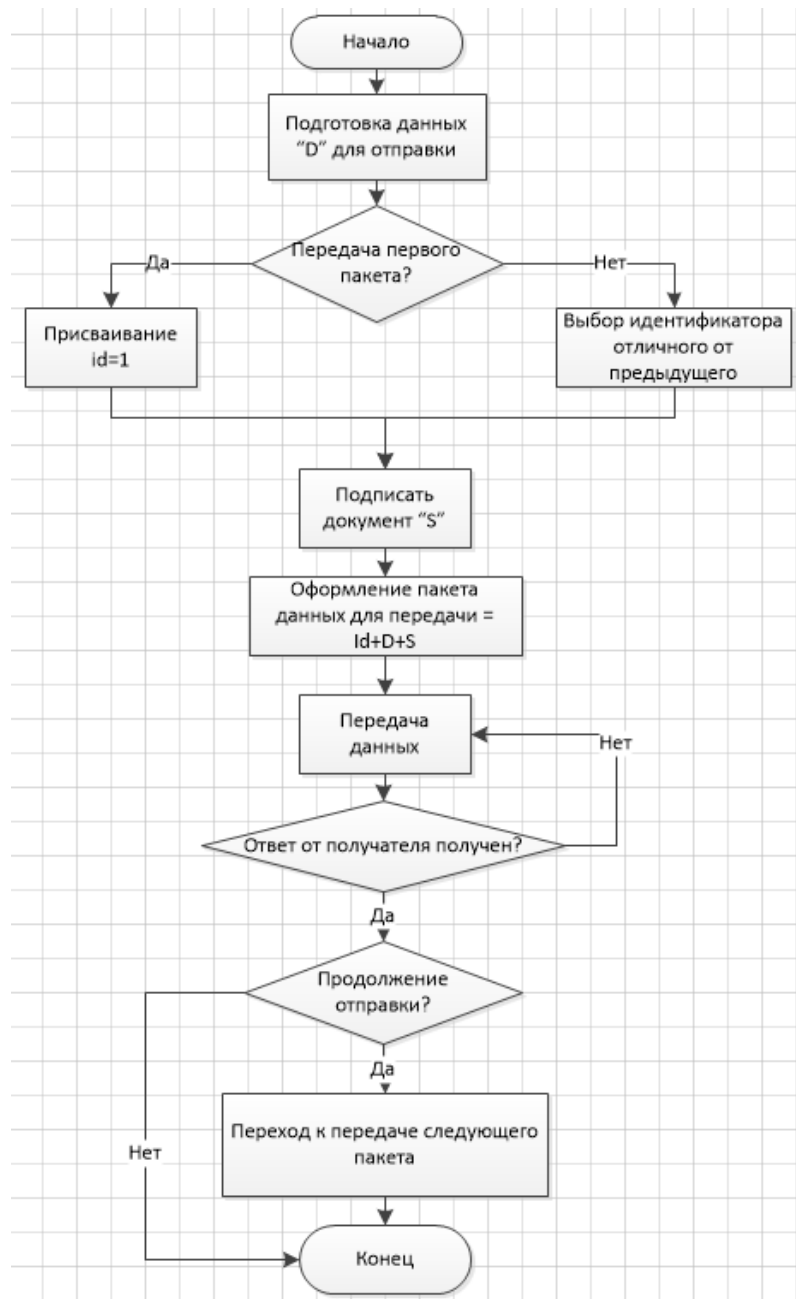 Начало
Подготовка данных
“D” для отправки
Передача первого
пакета?
Да
Нет
Присваивание
id=1
Выбор идентификатора
отличного от
предыдущего
Подписать
документ “S”
Оформление пакета
данных для передачи =
Id+D+S
Передача
данных
Нет
Ответ от получателя получен?
Да
Продолжение
отправки?
Да
Переход к передаче следующего
пакета
Нет
Конец